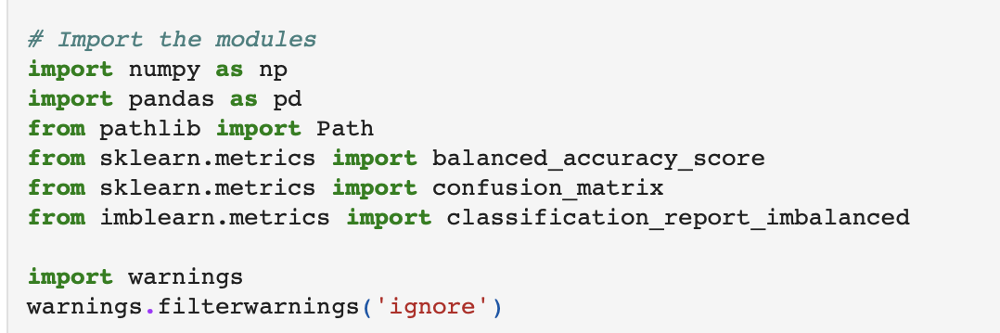 # Import the modules
import numpy as np
import pandas as pd
from pathlib import Path
from sklearn.metrics import balanced_accuracy_score
from sklearn.metrics import confusion_matrix
from imblearn.metrics import classification_report_imbalanced
import warnings
warnings.filterwarnings('ignore')